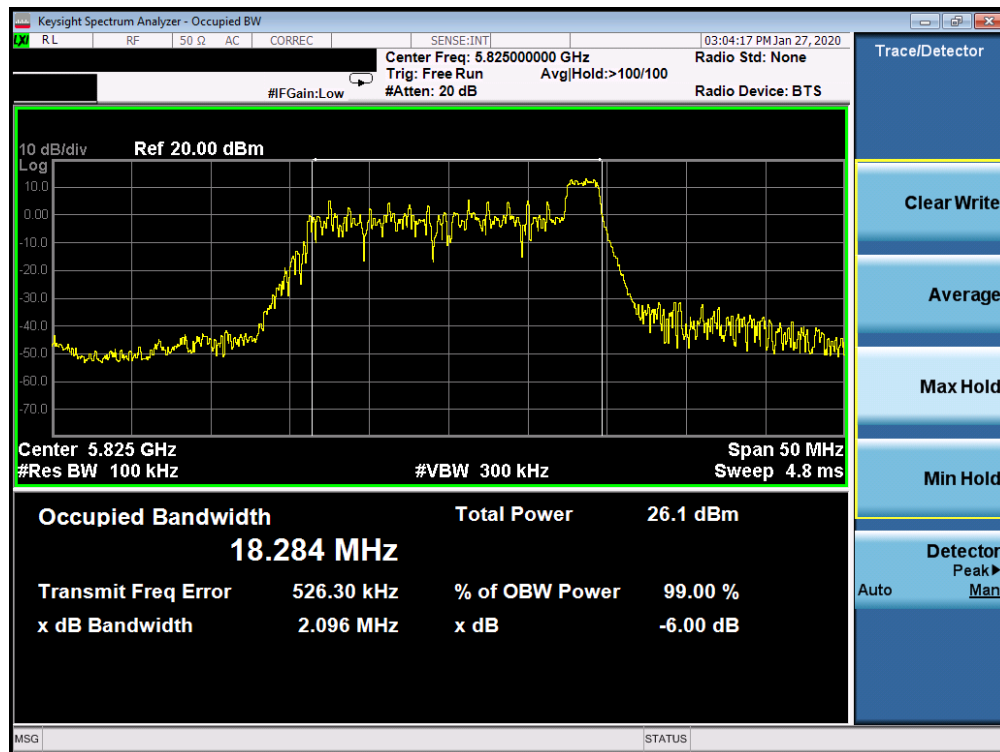 Keysight Spectrum Analyzer - Occupied BW
LXI RL RF 50 Ω AC CORREC SENSE:INT 03:04:17 PM Jan 27, 2020
Center Freq: 5.825000000 GHz Radio Std: None
Trig: Free Run Avg|Hold:>100/100
#IFGain:Low #Atten: 20 dB Radio Device: BTS
10 dB/div Ref 20.00 dBm
Log
10.0
0.00
-10.0
-20.0
-30.0
-40.0
-50.0
-60.0
-70.0
Center 5.825 GHz Span 50 MHz
#Res BW 100 kHz #VBW 300 kHz Sweep 4.8 ms
Occupied Bandwidth Total Power 26.1 dBm
18.284 MHz
Transmit Freq Error 526.30 kHz % of OBW Power 99.00 %
x dB Bandwidth 2.096 MHz x dB -6.00 dB
MSG STATUS
Trace/Detector
Clear Write
Average
Max Hold
Min Hold
Detector
Peak▶
Auto Man